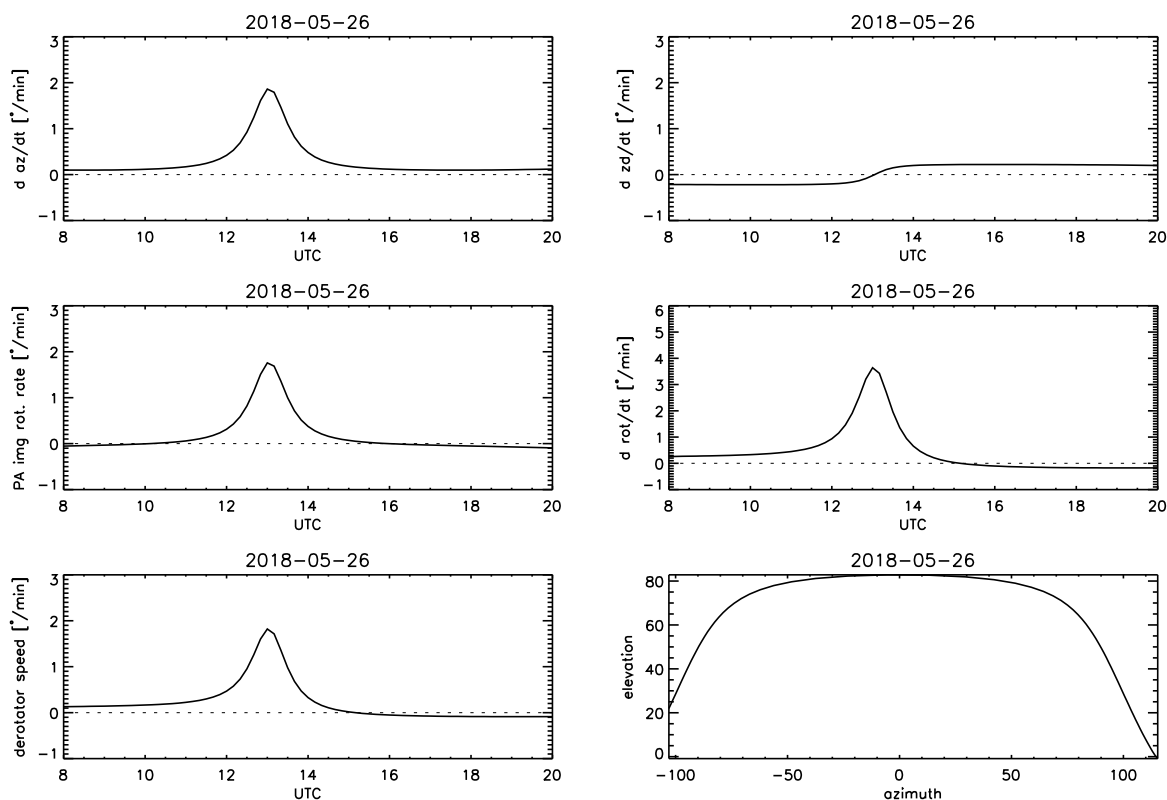 2018-05-26
3
2
1
0
-1
d az/dt [°/min]
8 10 12 14 16 18 20
UTC
2018-05-26
3
2
1
0
-1
d zd/dt [°/min]
8 10 12 14 16 18 20
UTC
2018-05-26
3
2
1
0
-1
PA img rot. rate [°/min]
8 10 12 14 16 18 20
UTC
2018-05-26
6
5
4
3
2
1
0
-1
d rot/dt [°/min]
8 10 12 14 16 18 20
UTC
2018-05-26
3
2
1
0
-1
derotator speed [°/min]
8 10 12 14 16 18 20
UTC
2018-05-26
80
60
40
20
0
elevation
-100 -50 0 50 100
azimuth